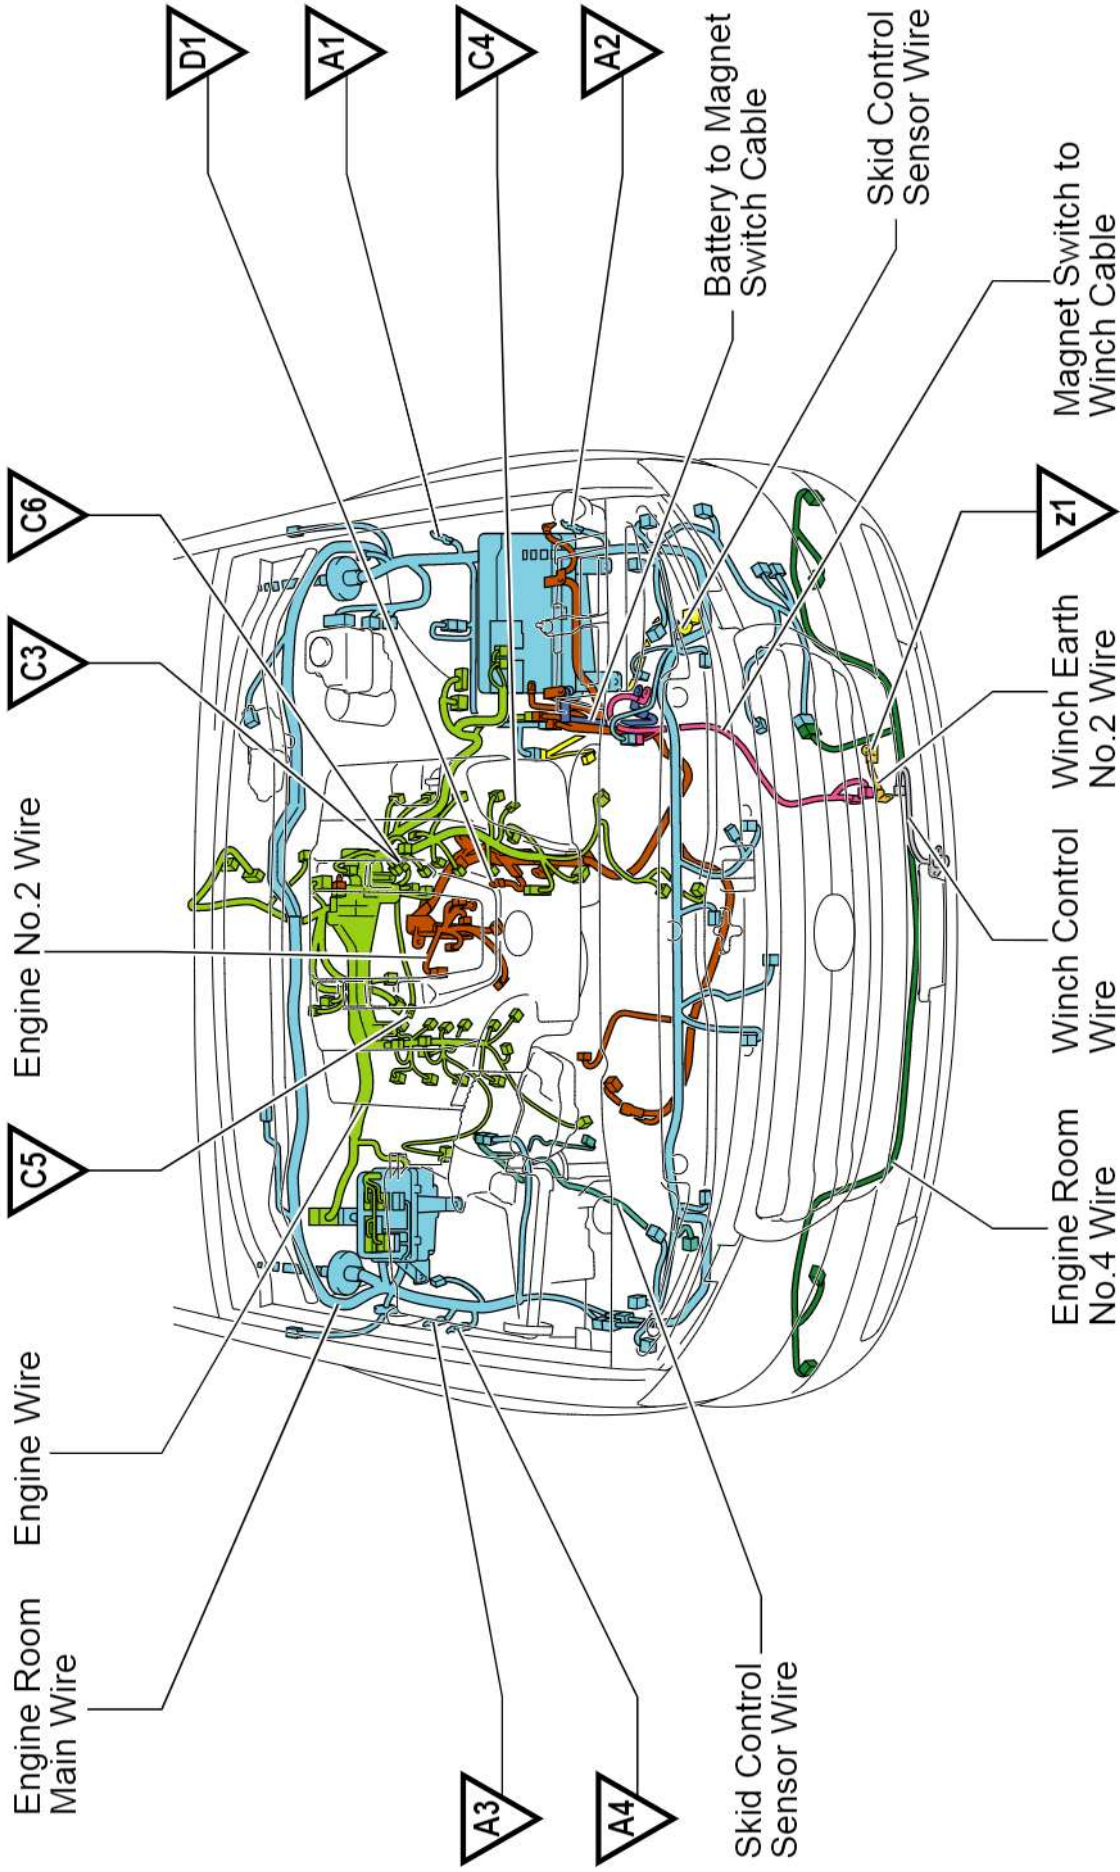 Engine Room
Main Wire
Engine Wire
C5
Engine No.2 Wire
C3
C6
D1
A1
C4
A2
Battery to Magnet
Switch Cable
Skid Control
Sensor Wire
Magnet Switch to
Winch Cable
z1
Winch Earth
No.2 Wire
Winch Control
Wire
Engine Room
No.4 Wire
Skid Control
Sensor Wire
A4
A3